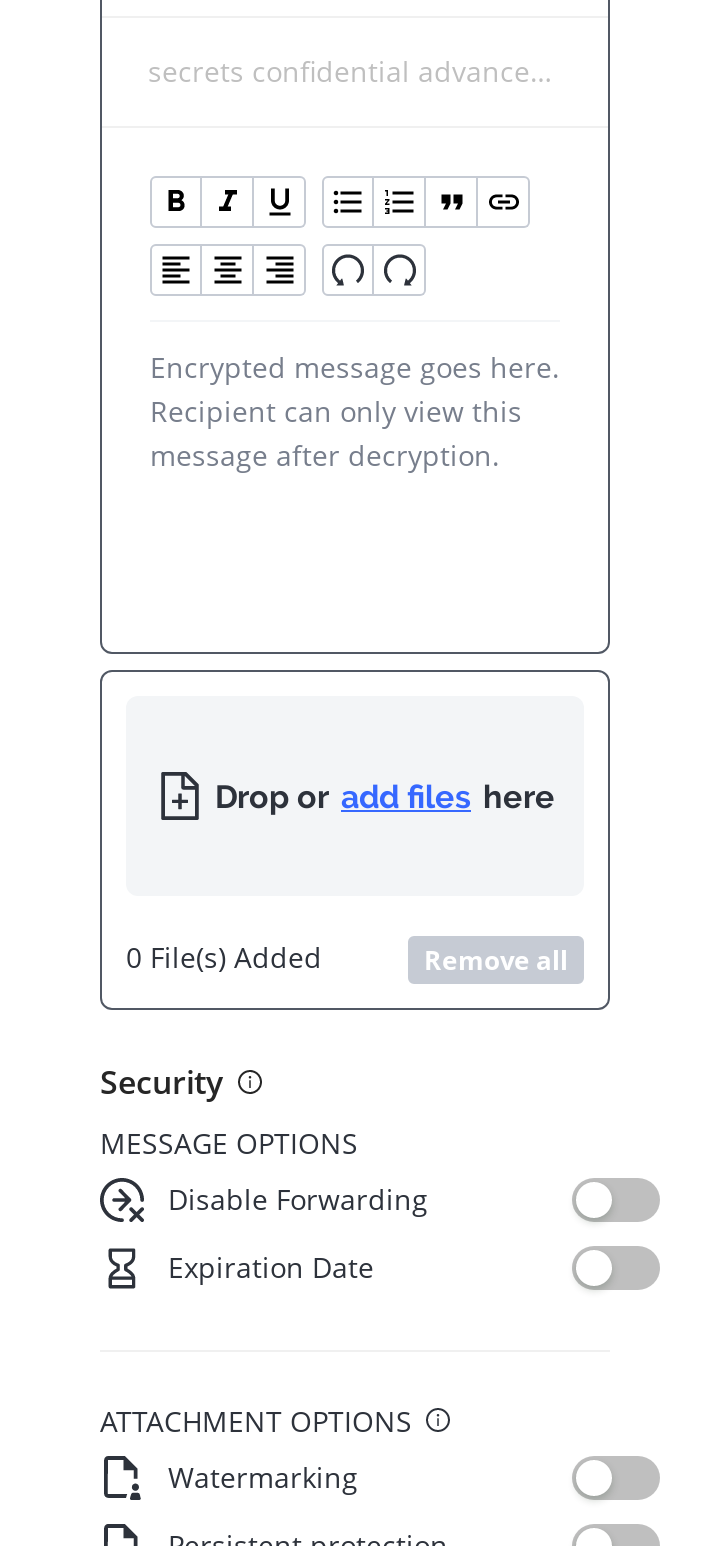 secrets confidential advance...
Encrypted message goes here.
Recipient can only view this
message after decryption.
Drop or add files here
0 File(s) Added
Remove all
Security
MESSAGE OPTIONS
Disable Forwarding
Expiration Date
ATTACHMENT OPTIONS
Watermarking
Persistent protection